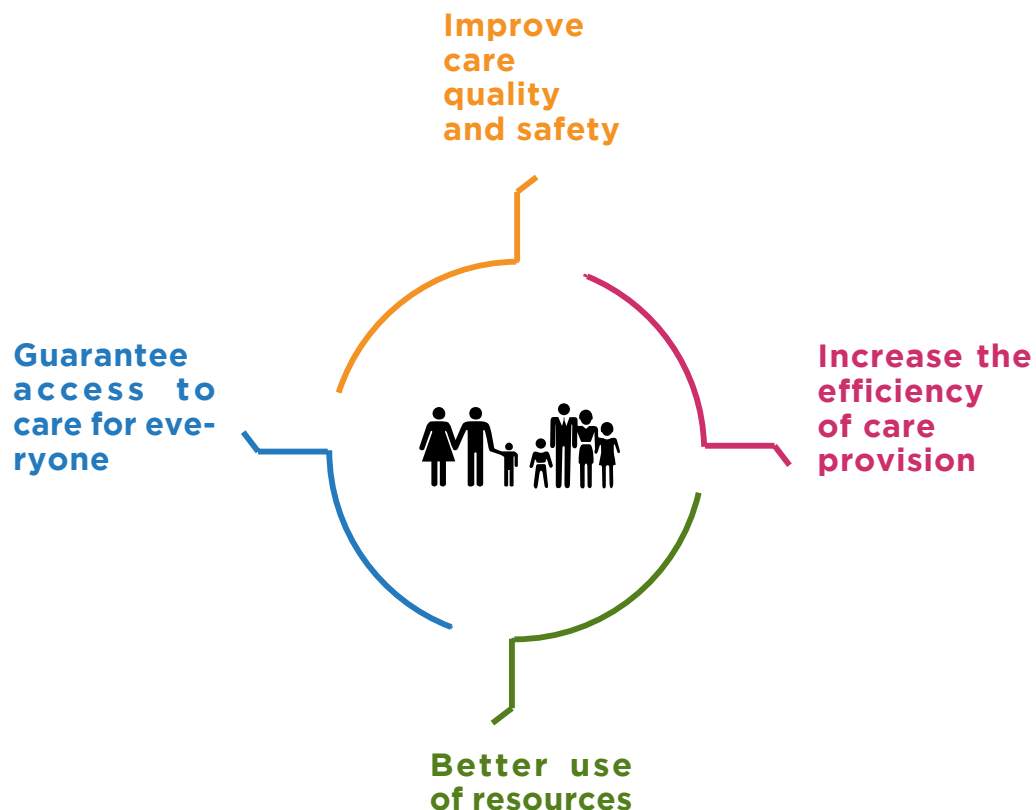 Improve
care
quality
and safety
Guarantee
access to
care for eve-
ryone
Increase the
efficiency
of care
provision
Better use
of resources